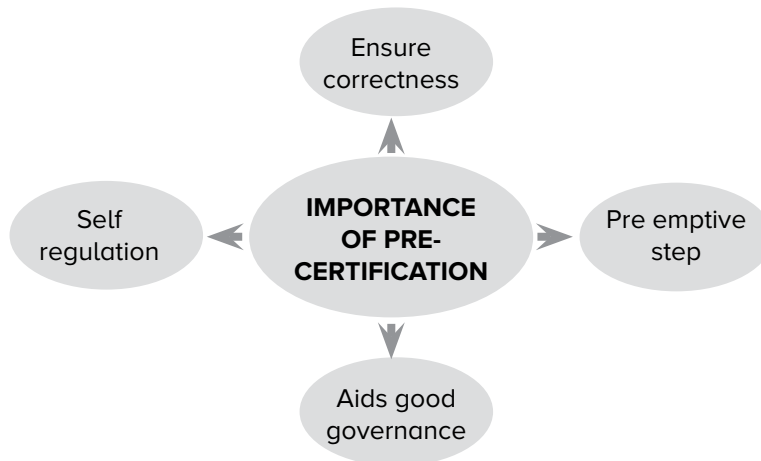 Ensure
correctness
Self
regulation
IMPORTANCE
OF PRE-
CERTIFICATION
Pre emptive
step
Aids good
governance